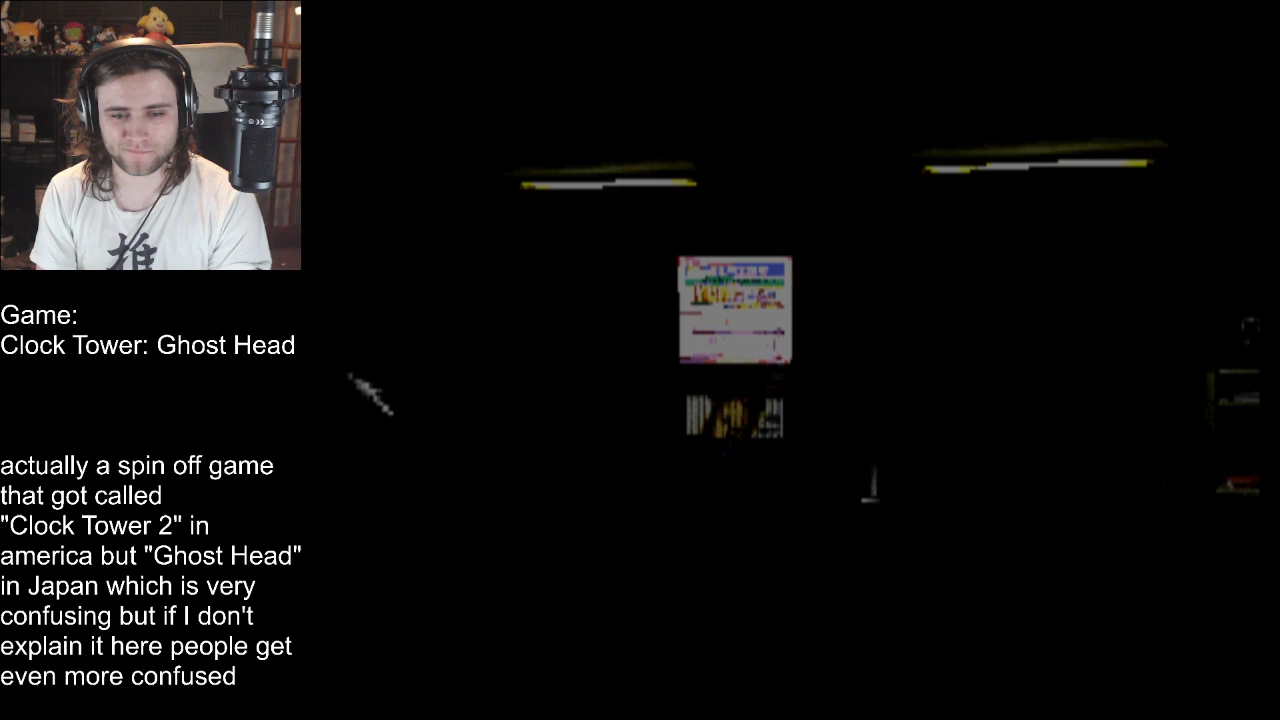 Game:
Clock Tower: Ghost Head
actually a spin off game
that got called
"Clock Tower 2" in
america but "Ghost Head"
in Japan which is very
confusing but if I don't
explain it here people get
even more confused